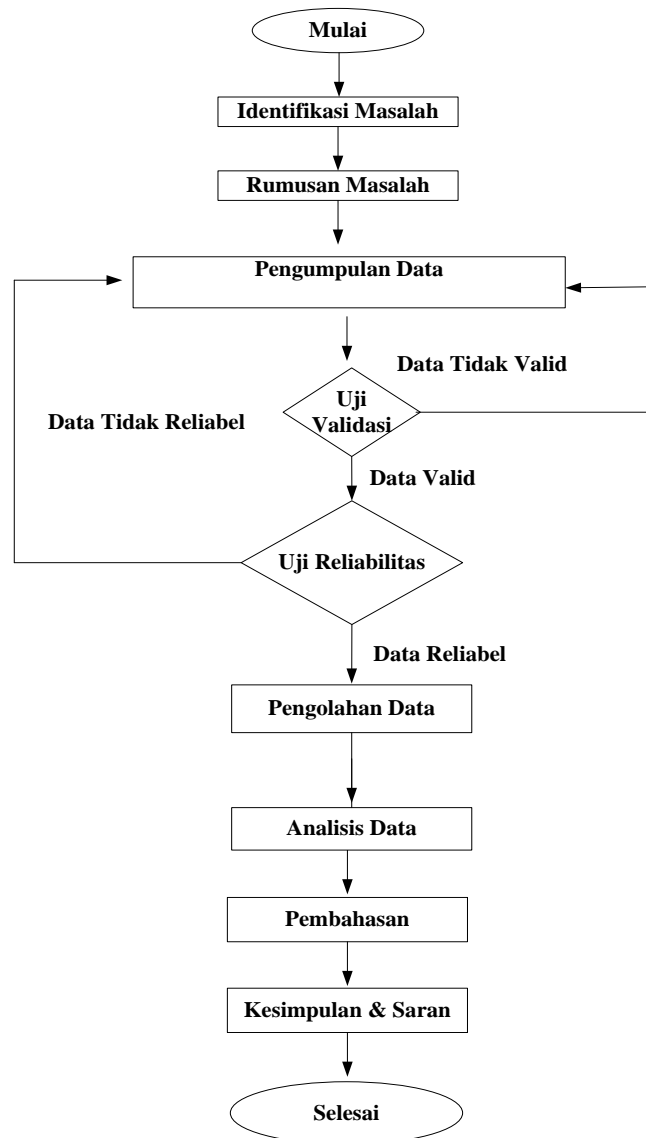 Mulai
Identifikasi Masalah
Rumusan Masalah
Pengumpulan Data
Data Tidak Valid
Uji
Validasi
Data Tidak Reliabel
Data Valid
Uji Reliabilitas
Data Reliabel
Pengolahan Data
Analisis Data
Pembahasan
Kesimpulan & Saran
Selesai